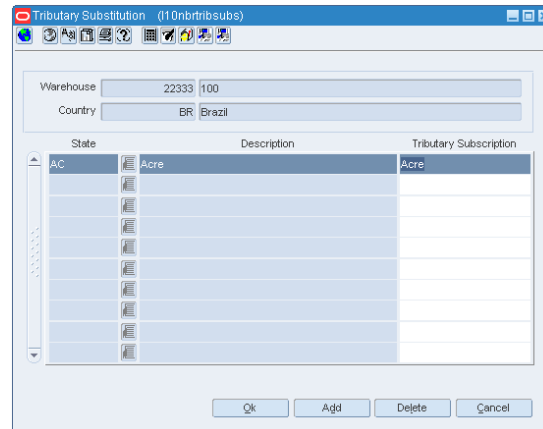 Tributary Substitution (l10nbrtribsubs)
Warehouse 22333 100
Country BR Brazil
State Description Tributary Subscription
AC Acre Acre
Ok Add Delete Cancel